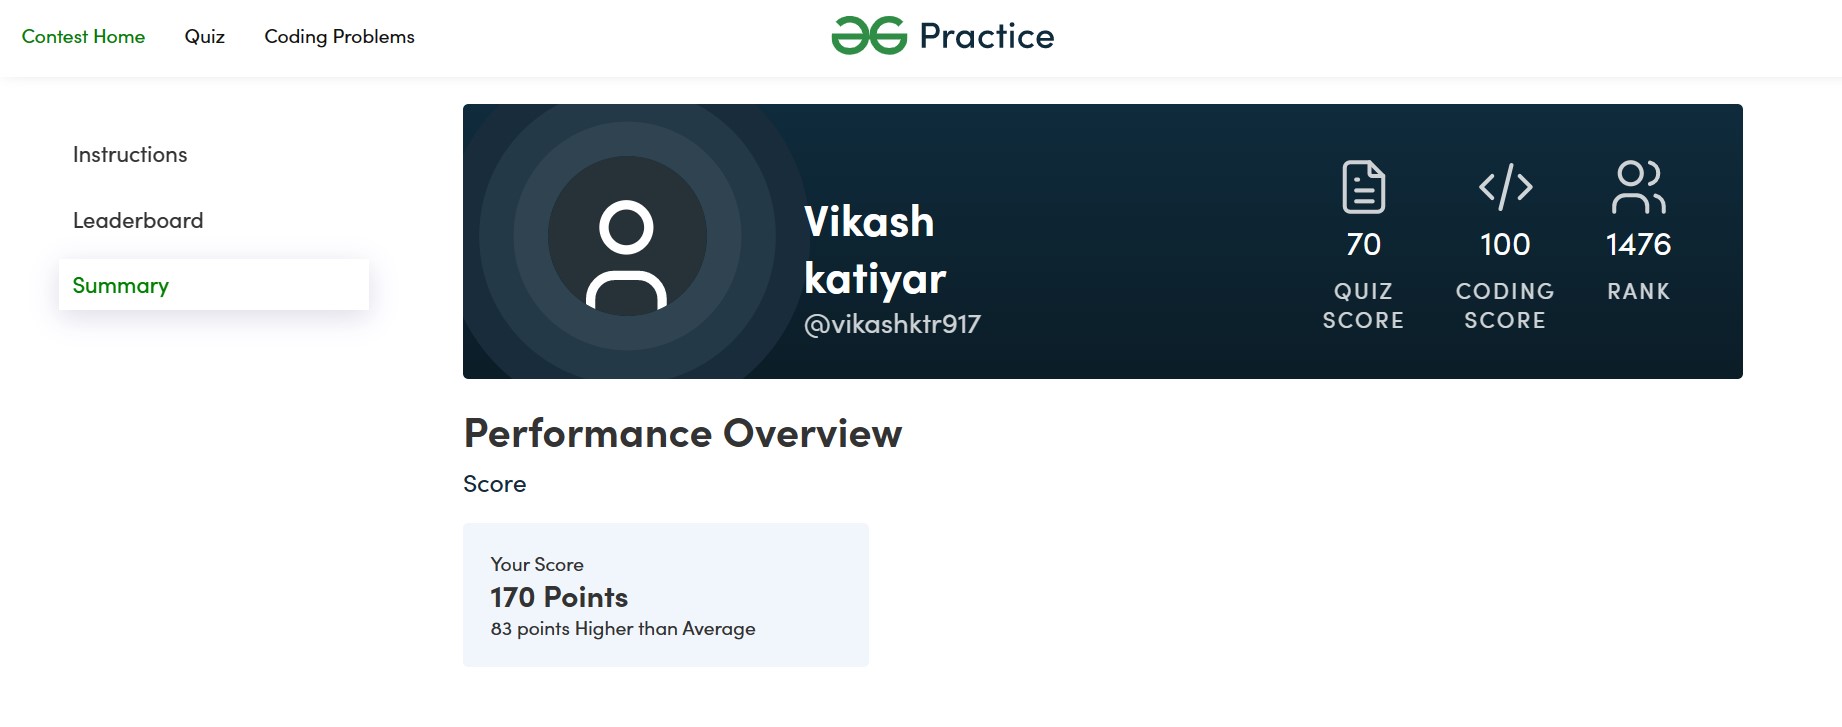 Contest Home Quiz Coding Problems
Practice
Instructions
Leaderboard
Summary
Vikash
katiyar
@vikashktr917
70
QUIZ
SCORE
100
CODING
SCORE
1476
RANK
Performance Overview
Score
Your Score
170 Points
83 points Higher than Average